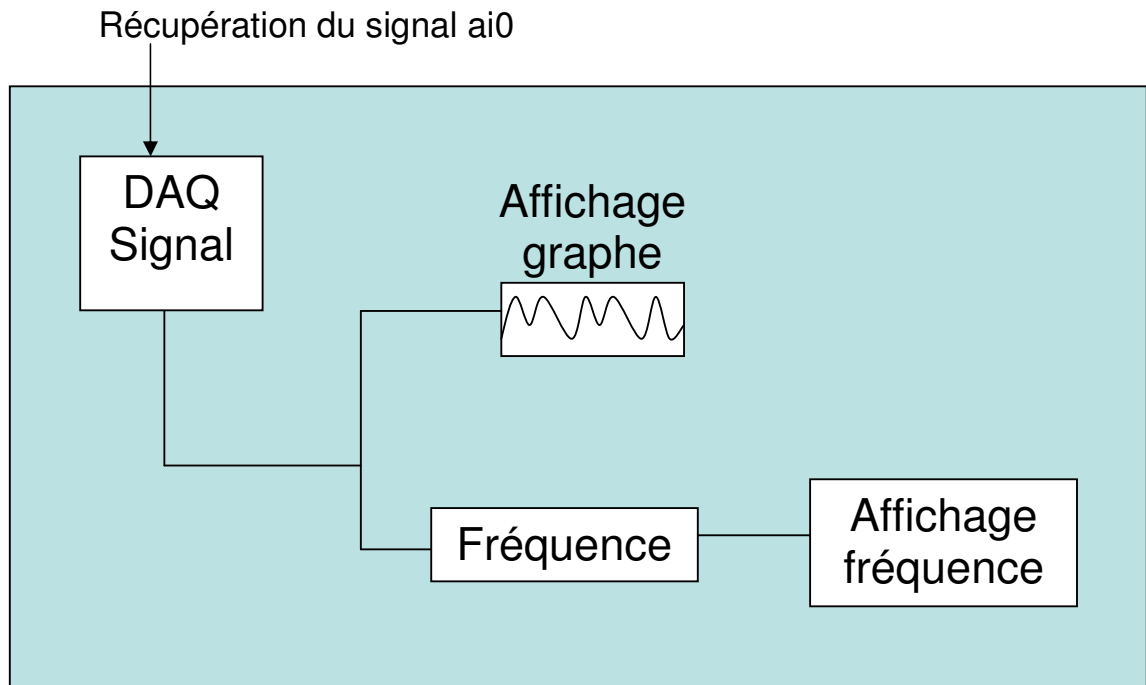 Récupération du signal ai0
DAQ
Signal
Affichage
graphe
Fréquence
Affichage
fréquence